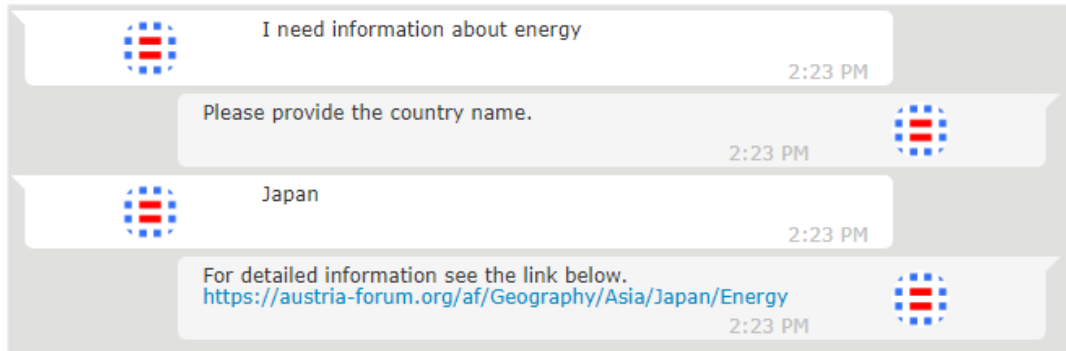 I need information about energy
2:23 PM
Please provide the country name.
2:23 PM
Japan
2:23 PM
For detailed information see the link below.
https://austria-forum.org/af/Geography/Asia/Japan/Energy
2:23 PM